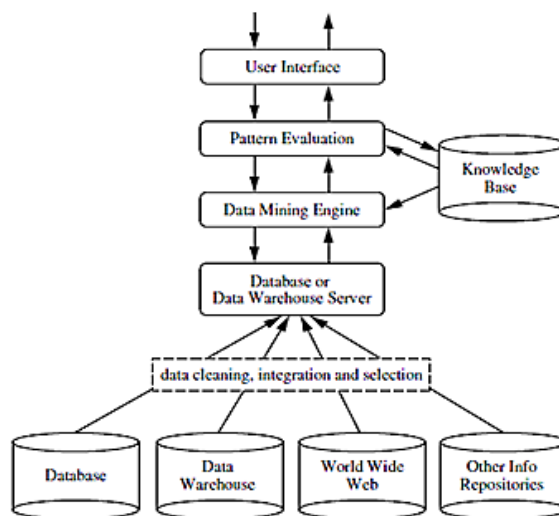 User Interface
Pattern Evaluation
Knowledge
Base
Data Mining Engine
Database or
Data Warehouse Server
data cleaning, integration and selection
Database
Data
Warehouse
World Wide
Web
Other Info
Repositories